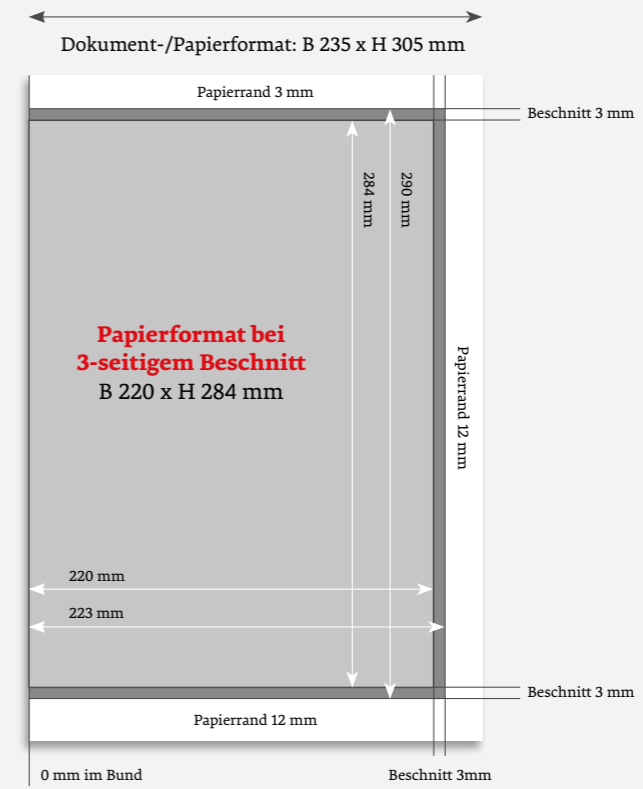 Dokument-/Papierformat: B 235 x H 305 mm
Papierrand 3 mm
Beschnitt 3 mm
284 mm
290 mm
Papierformat bei
3-seitigem Beschnitt
B 220 x H 284 mm
Papierrand 12 mm
220 mm
223 mm
Beschnitt 3 mm
Papierrand 12 mm
0 mm im Bund
Beschnitt 3mm